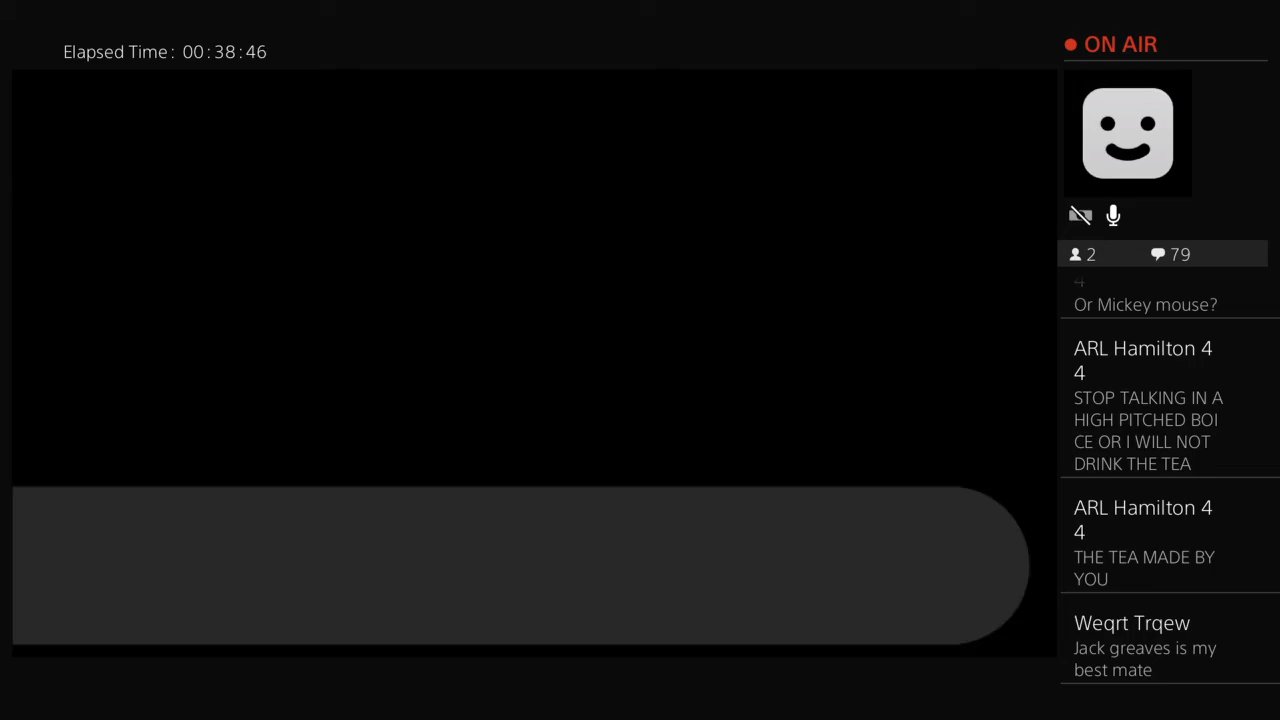 Elapsed Time: 00:38:46
ON AIR
2
79
4
Or Mickey mouse?
ARL Hamilton 4
4
STOP TALKING IN A
HIGH PITCHED BOI
CE OR I WILL NOT
DRINK THE TEA
ARL Hamilton 4
4
THE TEA MADE BY
YOU
Weqrt Trqew
Jack greaves is my
best mate